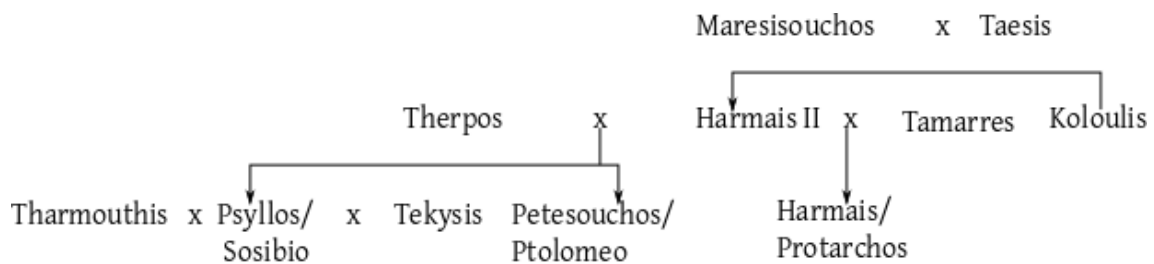 Maresisouchos x Taesis
Therpos x Harmais II x Tamarres Koloulis
Tharmouthis x Psyllos/ x Tekysis Petesouchos/ Harmais/
Sosibio Ptolomeo Protarchos